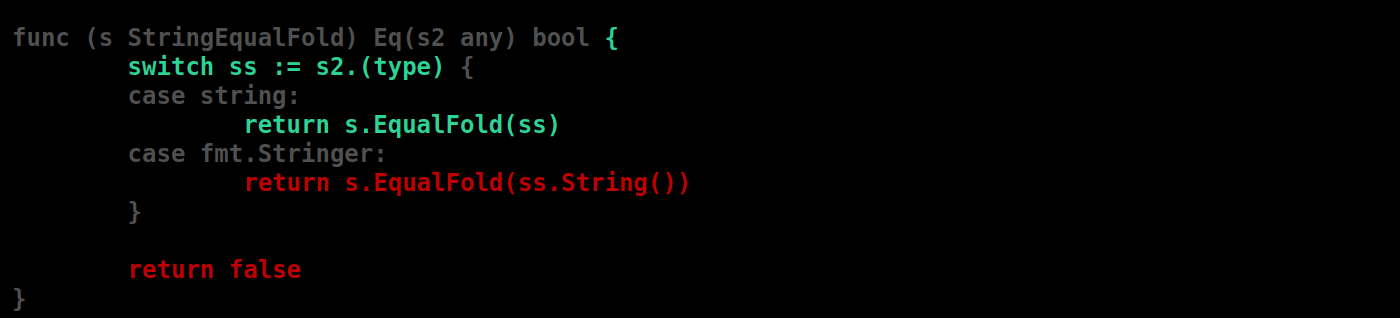 func (s StringEqualFold) Eq(s2 any) bool {
        switch ss := s2.(type) {
        case string:
                return s.EqualFold(ss)
        case fmt.Stringer:
                return s.EqualFold(ss.String())
        }

        return false
}